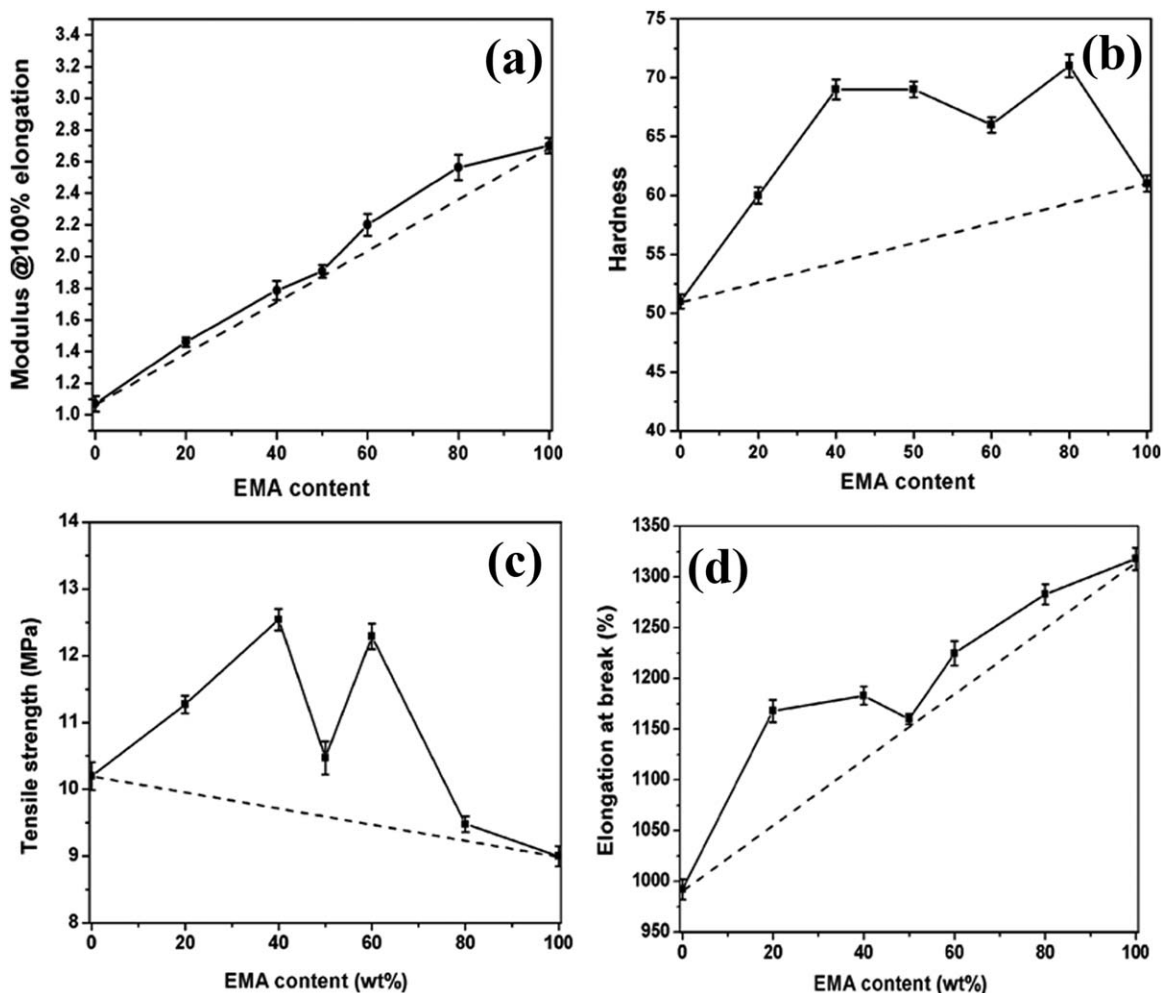 (a)
Modulus @100% elongation
3.4
3.2
3.0
2.8
2.6
2.4
2.2
2.0
1.8
1.6
1.4
1.2
1.0
0 20 40 60 80 100
EMA content
(b)
Hardness
75
70
65
60
55
50
45
40
0 20 40 50 60 80 100
EMA content
(c)
Tensile strength (MPa)
14
13
12
11
10
9
8
0 20 40 60 80 100
EMA content (wt%)
(d)
Elongation at break (%)
1350
1300
1250
1200
1150
1100
1050
1000
950
0 20 40 60 80 100
EMA content (wt%)